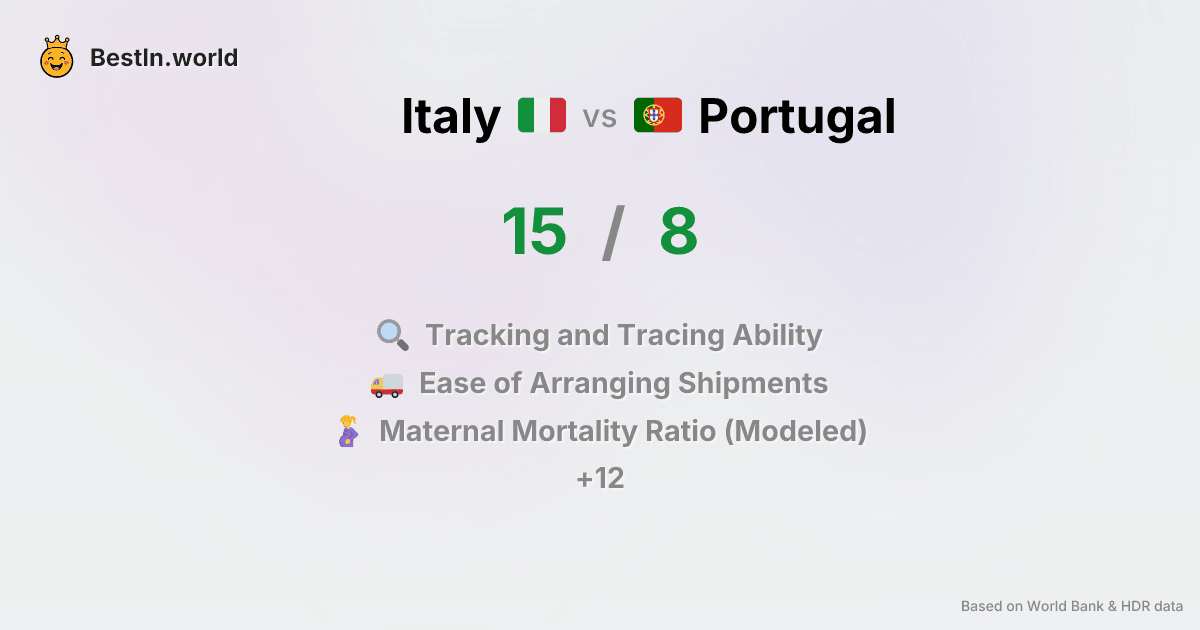 BestIn.world
Italy vs Portugal
15 / 8
Tracking and Tracing Ability
Ease of Arranging Shipments
Maternal Mortality Ratio (Modeled)
+12
Based on World Bank & HDR data